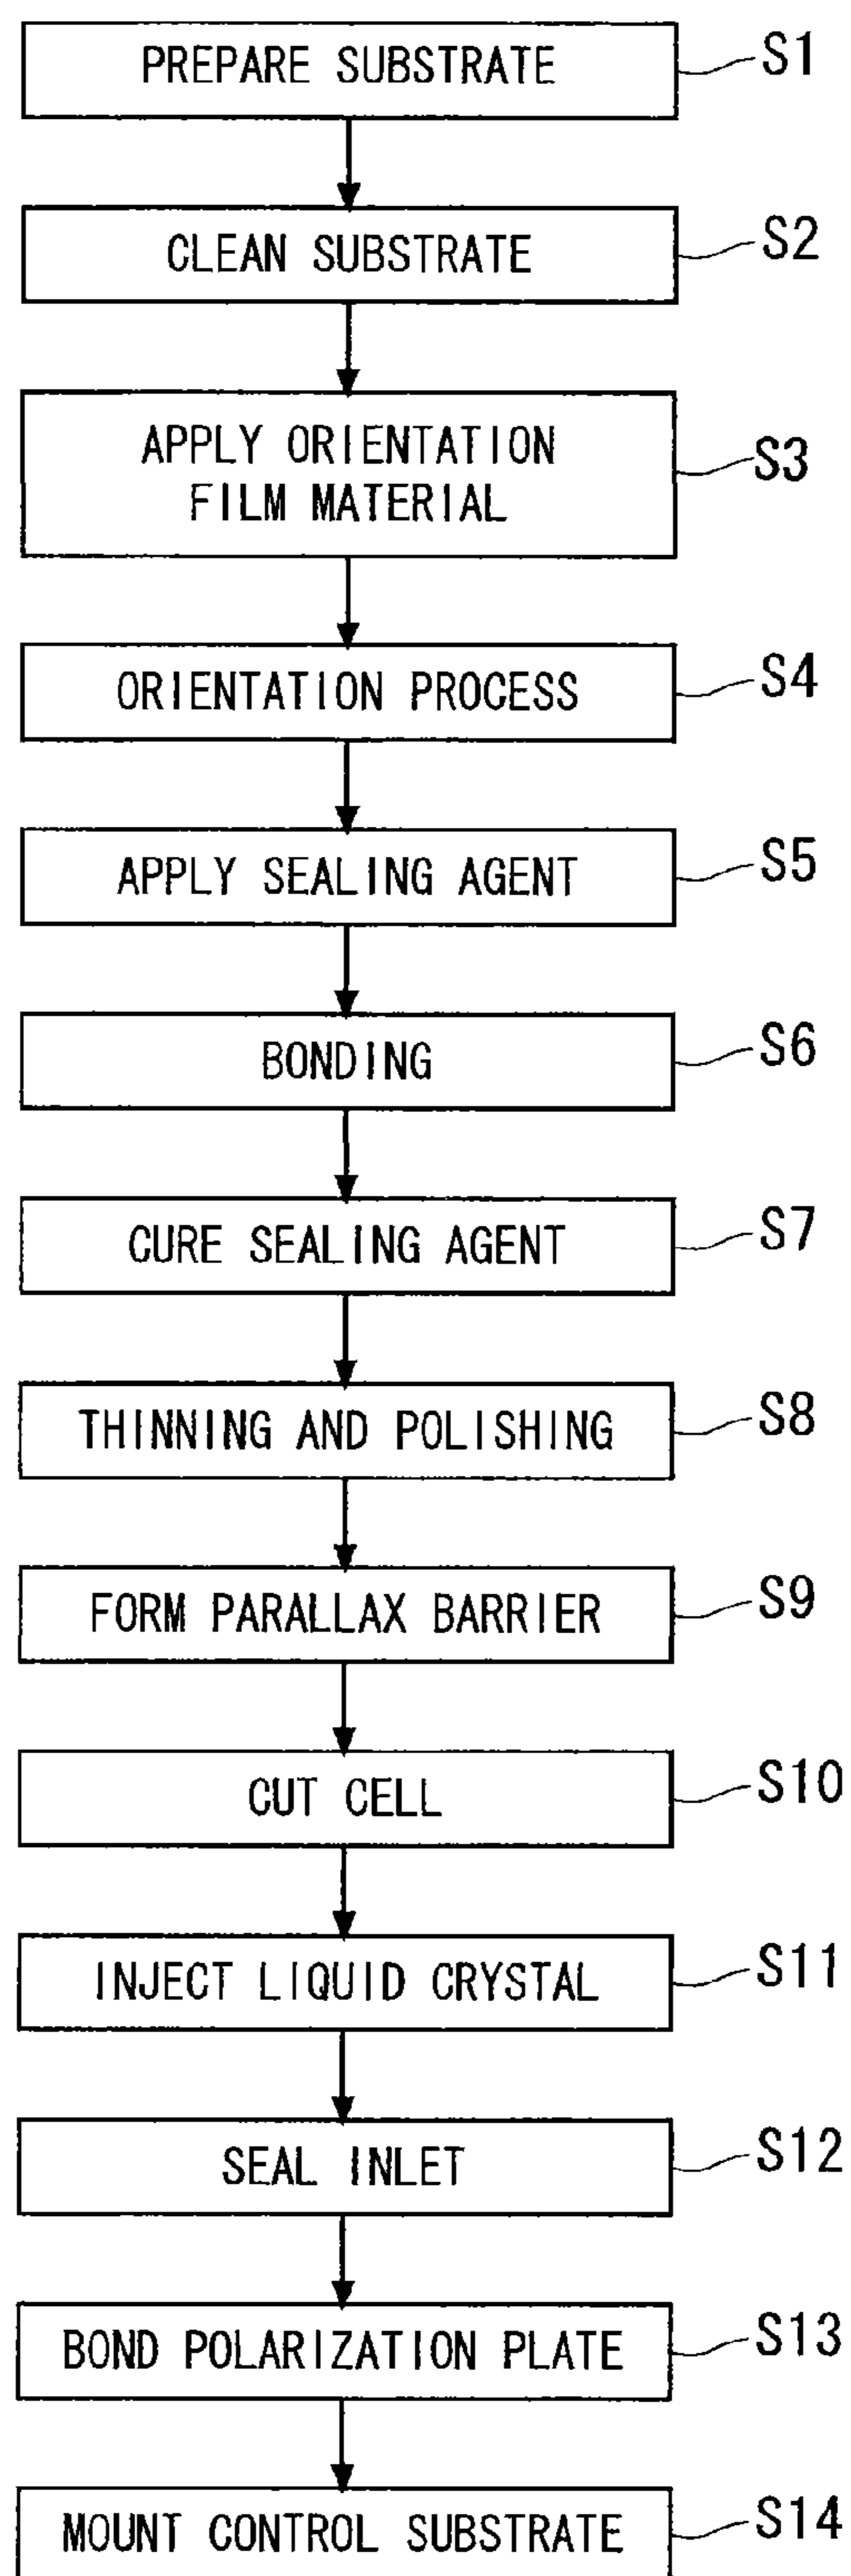 PREPARE SUBSTRATE S1
CLEAN SUBSTRATE S2
APPLY ORIENTATION
FILM MATERIAL S3
ORIENTATION PROCESS S4
APPLY SEALING AGENT S5
BONDING S6
CURE SEALING AGENT S7
THINNING AND POLISHING S8
FORM PARALLAX BARRIER S9
CUT CELL S10
INJECT LIQUID CRYSTAL S11
SEAL INLET S12
BOND POLARIZATION PLATE S13
MOUNT CONTROL SUBSTRATE S14